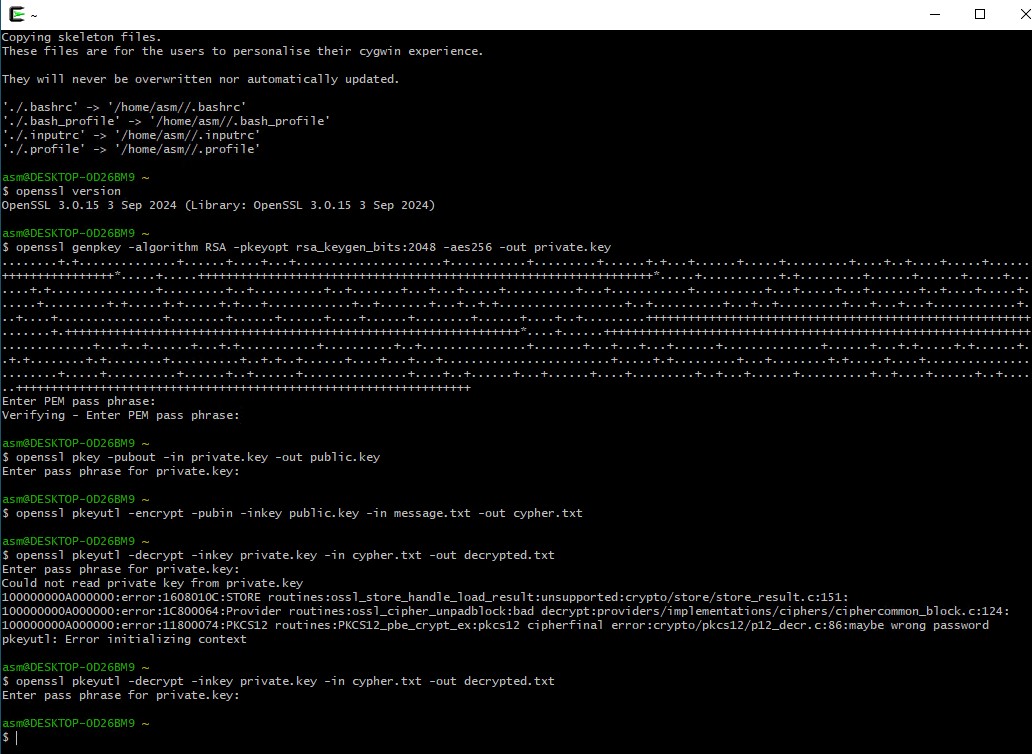 ~
Copying skeleton files.
These files are for the users to personalise their cygwin experience.
They will never be overwritten nor automatically updated.
'./.bashrc' -> '/home/asm//.bashrc'
'./.bash_profile' -> '/home/asm//.bash_profile'
'./.inputrc' -> '/home/asm//.inputrc'
'./.profile' -> '/home/asm//.profile'
asm@DESKTOP-0D26BM9 ~
$ openssl version
OpenSSL 3.0.15 3 Sep 2024 (Library: OpenSSL 3.0.15 3 Sep 2024)
asm@DESKTOP-0D26BM9 ~
$ openssl genpkey -algorithm RSA -pkeyopt rsa_keygen_bits:2048 -aes256 -out private.key
Enter PEM pass phrase:
Verifying - Enter PEM pass phrase:
asm@DESKTOP-0D26BM9 ~
$ openssl pkey -pubout -in private.key -out public.key
Enter pass phrase for private.key:
asm@DESKTOP-0D26BM9 ~
$ openssl pkeyutl -encrypt -pubin -inkey public.key -in message.txt -out cypher.txt
asm@DESKTOP-0D26BM9 ~
$ openssl pkeyutl -decrypt -inkey private.key -in cypher.txt -out decrypted.txt
Enter pass phrase for private.key:
Could not read private key from private.key
100000000A000000:error:1608010C:STORE routines:ossl_store_handle_load_result:unsupported:crypto/store/store_result.c:151:
100000000A000000:error:1C800064:Provider routines:ossl_cipher_unpadblock:bad decrypt:providers/implementations/ciphers/ciphercommon_block.c:124:
100000000A000000:error:11800074:PKCS12 routines:PKCS12_pbe_crypt_ex:pkcs12 cipherfinal error:crypto/pkcs12/p12_decr.c:86:maybe wrong password
pkeyutl: Error initializing context
asm@DESKTOP-0D26BM9 ~
$ openssl pkeyutl -decrypt -inkey private.key -in cypher.txt -out decrypted.txt
Enter pass phrase for private.key:
asm@DESKTOP-0D26BM9 ~
$